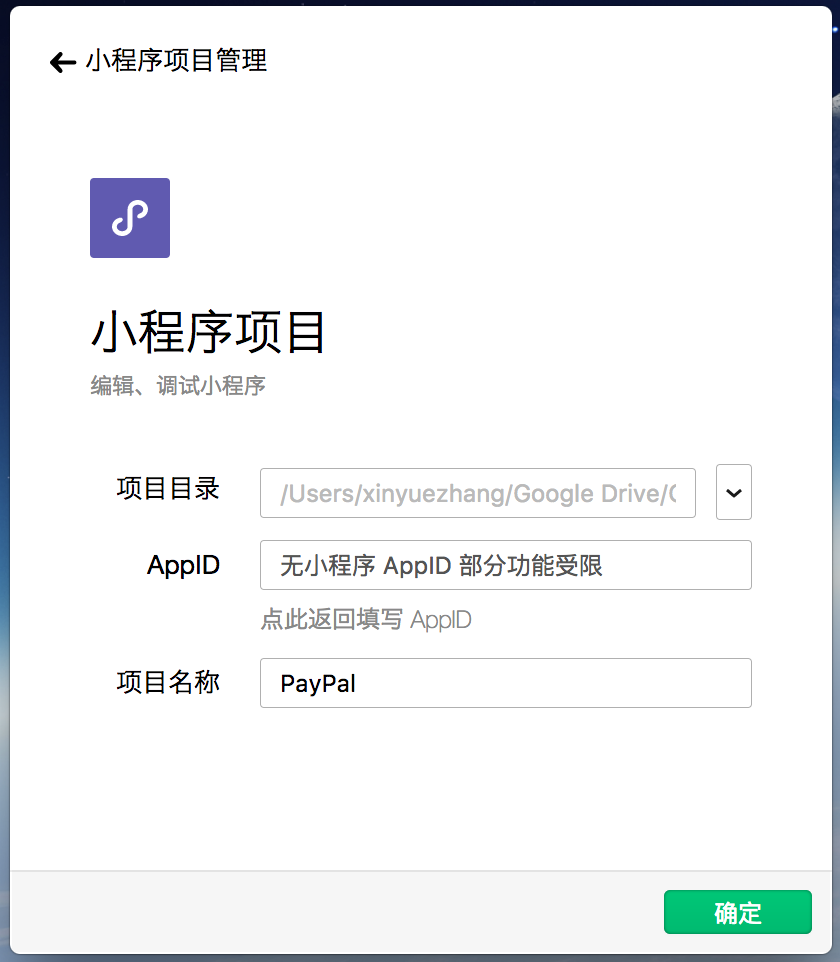 小程序项目管理
小程序项目
编辑、调试小程序
项目目录
/Users/xinyuezhang/Google Drive/
AppID
无小程序 AppID 部分功能受限
点此返回填写 AppID
项目名称
PayPal
确定